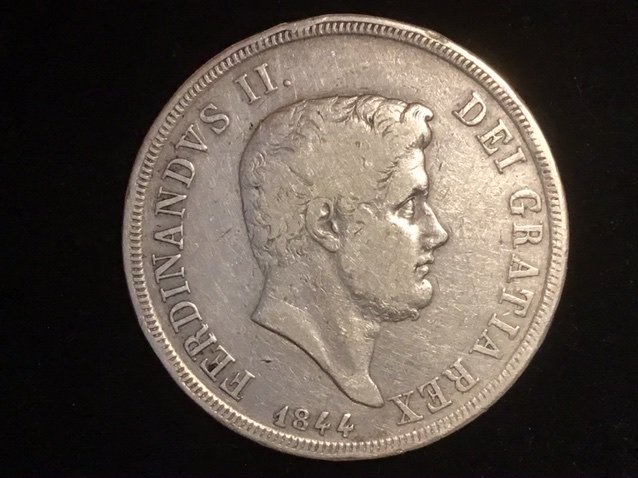 FERDINANDVS II. DEI GRATIA REX
1844